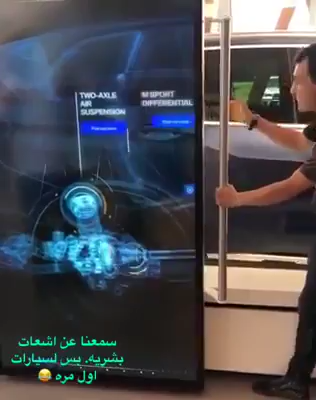 TWO-AXLE
AIR
SUSPENSION
M SPORT
DIFFERENTIAL
سمعنا عن اشعات
بشريه، بس لسيارات
اول مره 😂